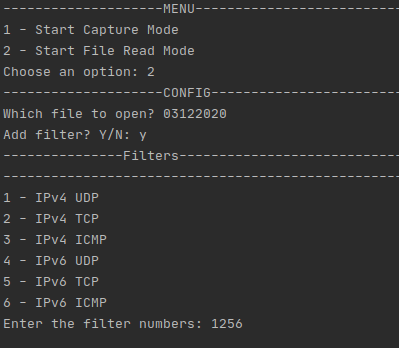 --------------------MENU--------------------------
1 - Start Capture Mode
2 - Start File Read Mode
Choose an option: 2
--------------------CONFIG------------------------
Which file to open? 03122020
Add filter? Y/N: y
---------------Filters----------------------------
--------------------------------------------------
1 - IPv4 UDP
2 - IPv4 TCP
3 - IPv4 ICMP
4 - IPv6 UDP
5 - IPv6 TCP
6 - IPv6 ICMP
Enter the filter numbers: 1256